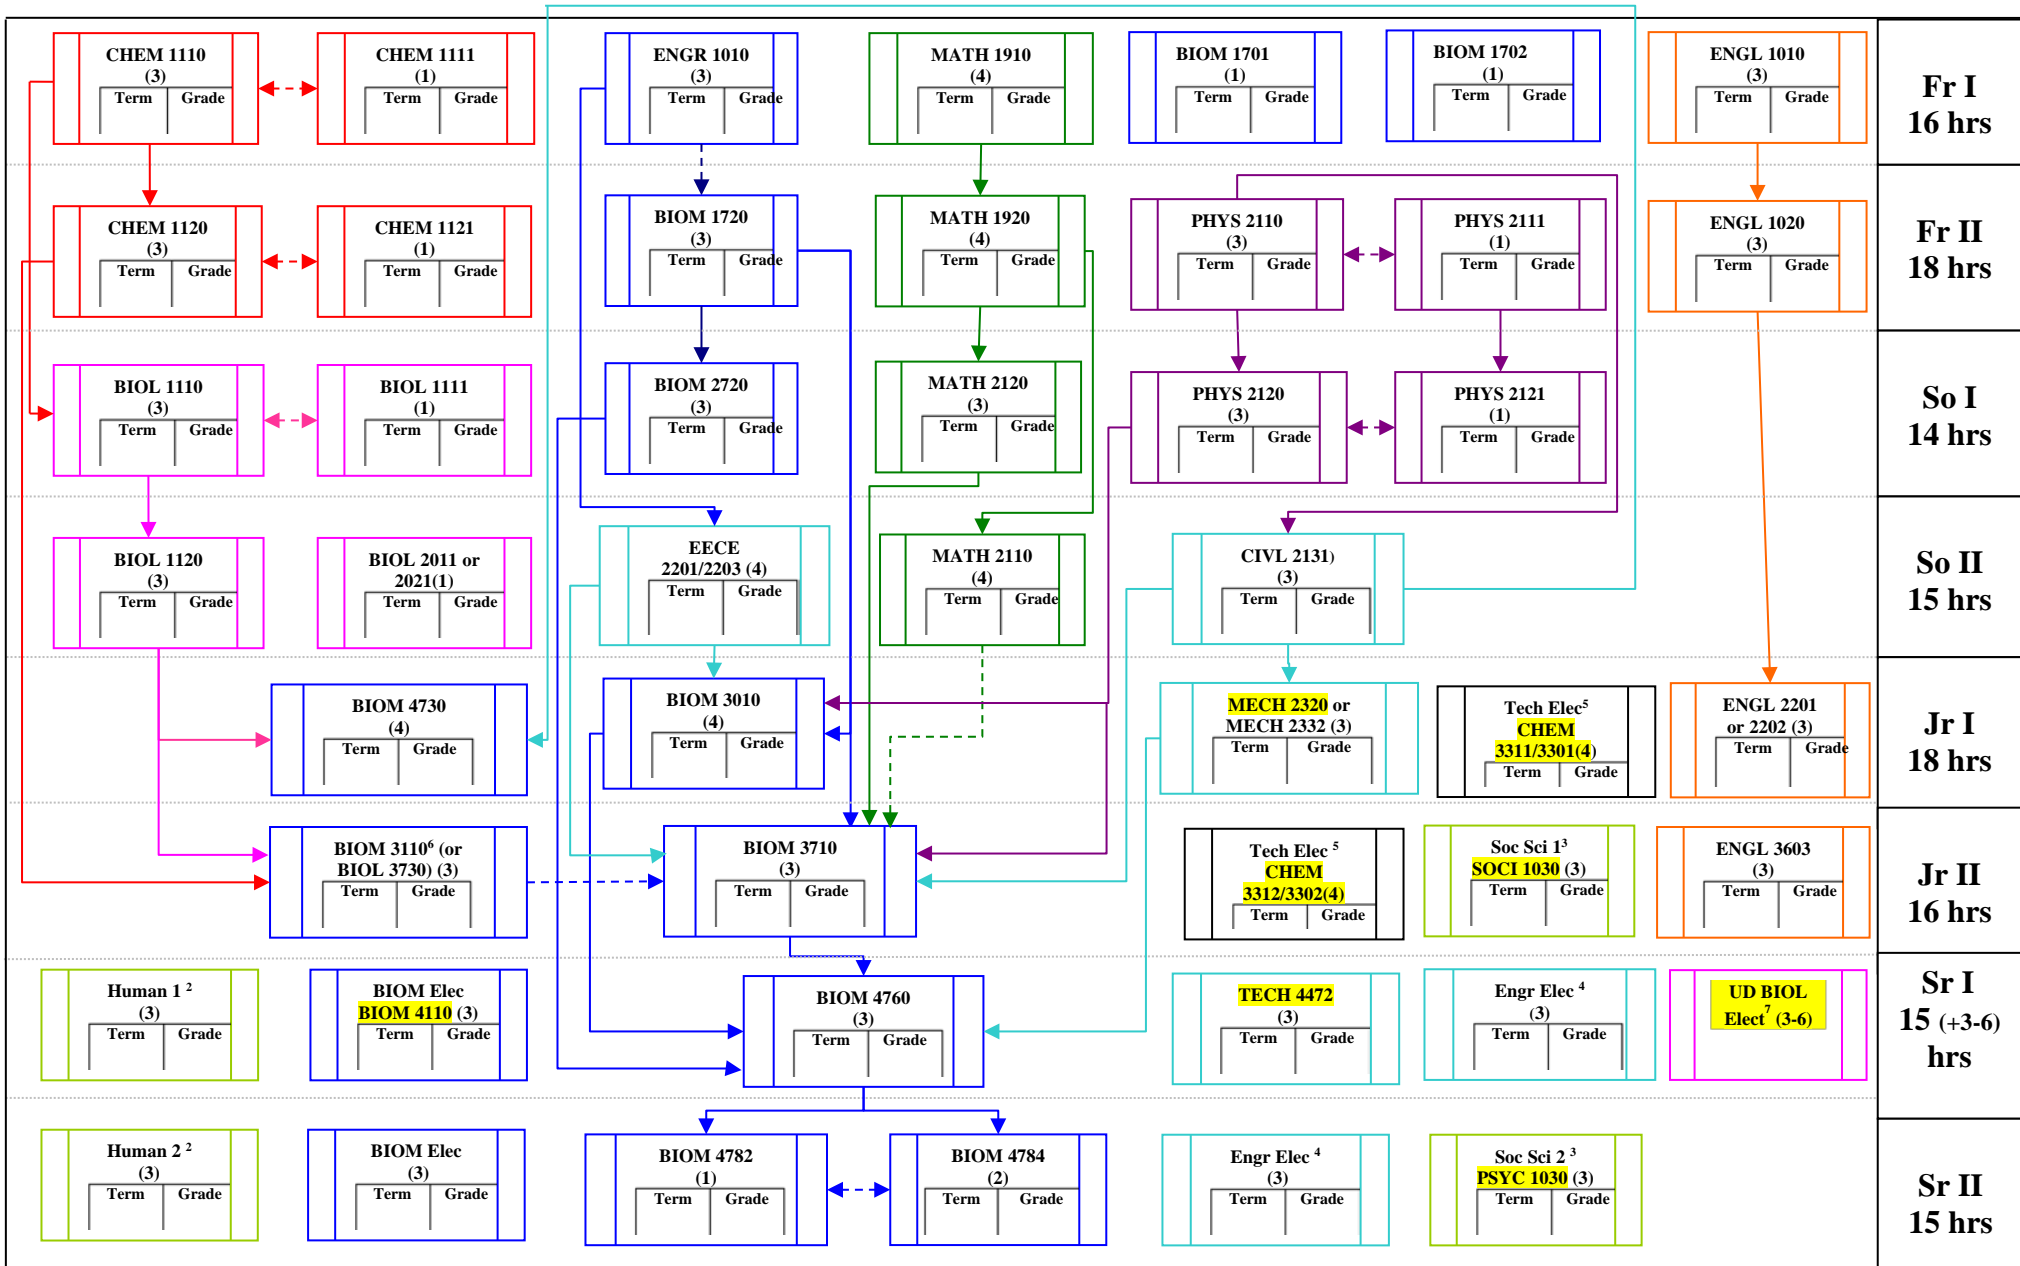 CHEM 1110
(3)
Term Grade
CHEM 1111
(1)
Term Grade
ENGR 1010
(3)
Term Grade
MATH 1910
(4)
Term Grade
BIOM 1701
(1)
Term Grade
BIOM 1702
(1)
Term Grade
ENGL 1010
(3)
Term Grade
Fr I
16 hrs
CHEM 1120
(3)
Term Grade
CHEM 1121
(1)
Term Grade
BIOM 1720
(3)
Term Grade
MATH 1920
(4)
Term Grade
PHYS 2110
(3)
Term Grade
PHYS 2111
(1)
Term Grade
ENGL 1020
(3)
Term Grade
Fr II
18 hrs
BIOL 1110
(3)
Term Grade
BIOL 1111
(1)
Term Grade
BIOM 2720
(3)
Term Grade
MATH 2120
(3)
Term Grade
PHYS 2120
(3)
Term Grade
PHYS 2121
(1)
Term Grade
So I
14 hrs
BIOL 1120
(3)
Term Grade
BIOL 2011 or
2021(1)
Term Grade
EECE
2201/2203 (4)
Term Grade
MATH 2110
(4)
Term Grade
CIVL 2131)
(3)
Term Grade
So II
15 hrs
BIOM 4730
(4)
Term Grade
BIOM 3010
(4)
Term Grade
MECH 2320 or
MECH 2332 (3)
Term Grade
Tech Elec5
CHEM
3311/3301(4)
Term Grade
ENGL 2201
or 2202 (3)
Term Grade
Jr I
18 hrs
BIOM 31106 (or
BIOL 3730) (3)
Term Grade
BIOM 3710
(3)
Term Grade
Tech Elec 5
CHEM
3312/3302(4)
Term Grade
Soc Sci 13
SOCI 1030 (3)
Term Grade
ENGL 3603
(3)
Term Grade
Jr II
16 hrs
Human 1 2
(3)
Term Grade
BIOM Elec
BIOM 4110 (3)
Term Grade
BIOM 4760
(3)
Term Grade
TECH 4472
(3)
Term Grade
Engr Elec 4
(3)
Term Grade
UD BIOL
Elect7 (3-6)
Sr I
15 (+3-6)
hrs
Human 2 2
(3)
Term Grade
BIOM Elec
(3)
Term Grade
BIOM 4782
(1)
Term Grade
BIOM 4784
(2)
Term Grade
Engr Elec 4
(3)
Term Grade
Soc Sci 2 3
PSYC 1030 (3)
Term Grade
Sr II
15 hrs